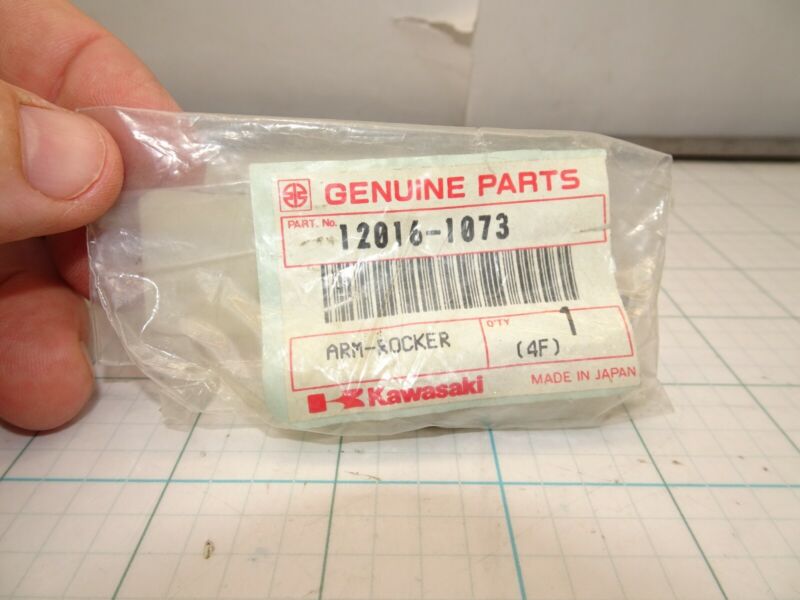 GENUINE PARTS
PART. No. 12016-1073
ARM-ROCKER
Q'TY 1
(4F)
Kawasaki
MADE IN JAPAN